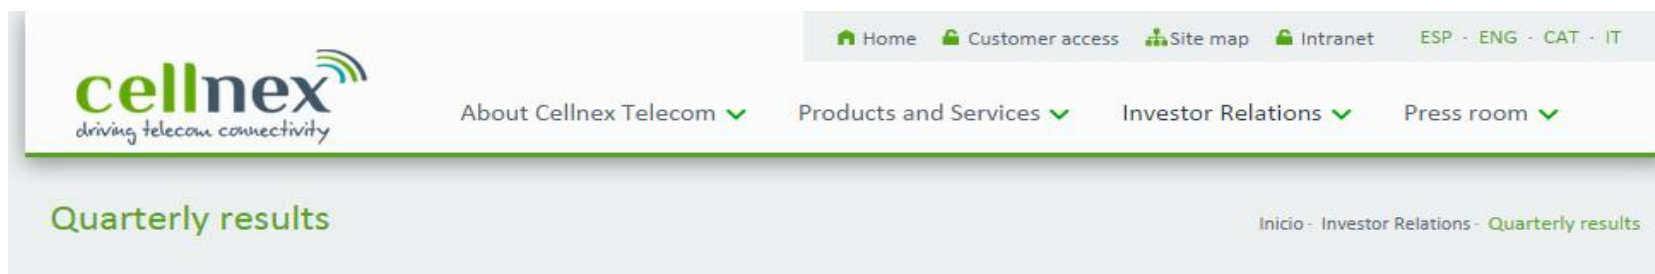 Home Customer access Site map Intranet ESP · ENG · CAT · IT
cellnex
driving telecom connectivity
About Cellnex Telecom Products and Services Investor Relations Press room
Quarterly results
Inicio - Investor Relations - Quarterly results